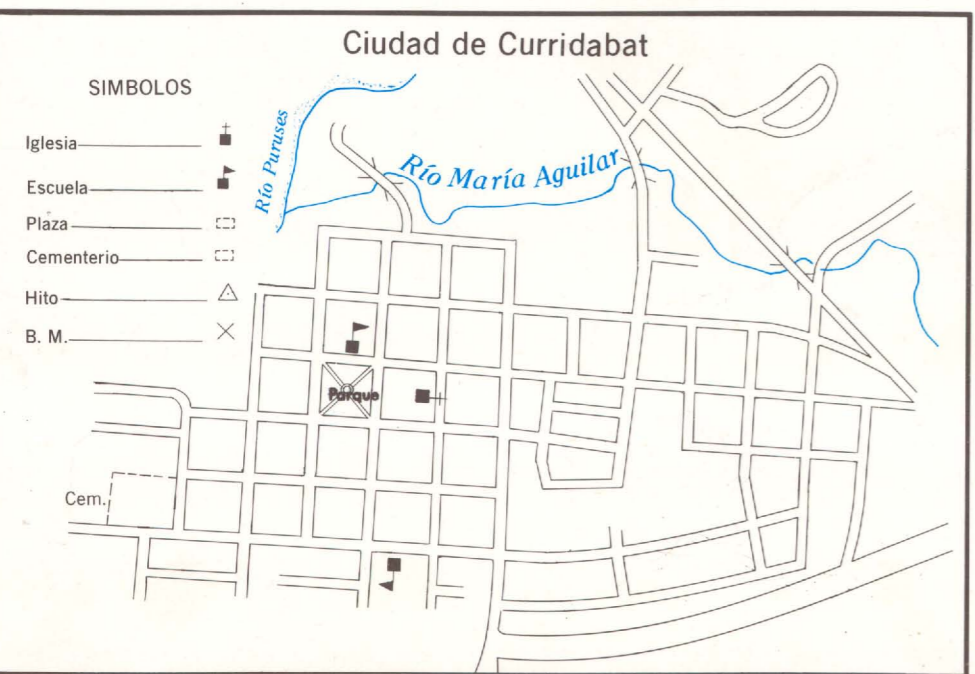 Ciudad de Curridabat
SIMBOLOS
Iglesia
Escuela
Plaza
Cementerio
Hito
B. M.
Río Puruses
Río María Aguilar
Parque
Cem.